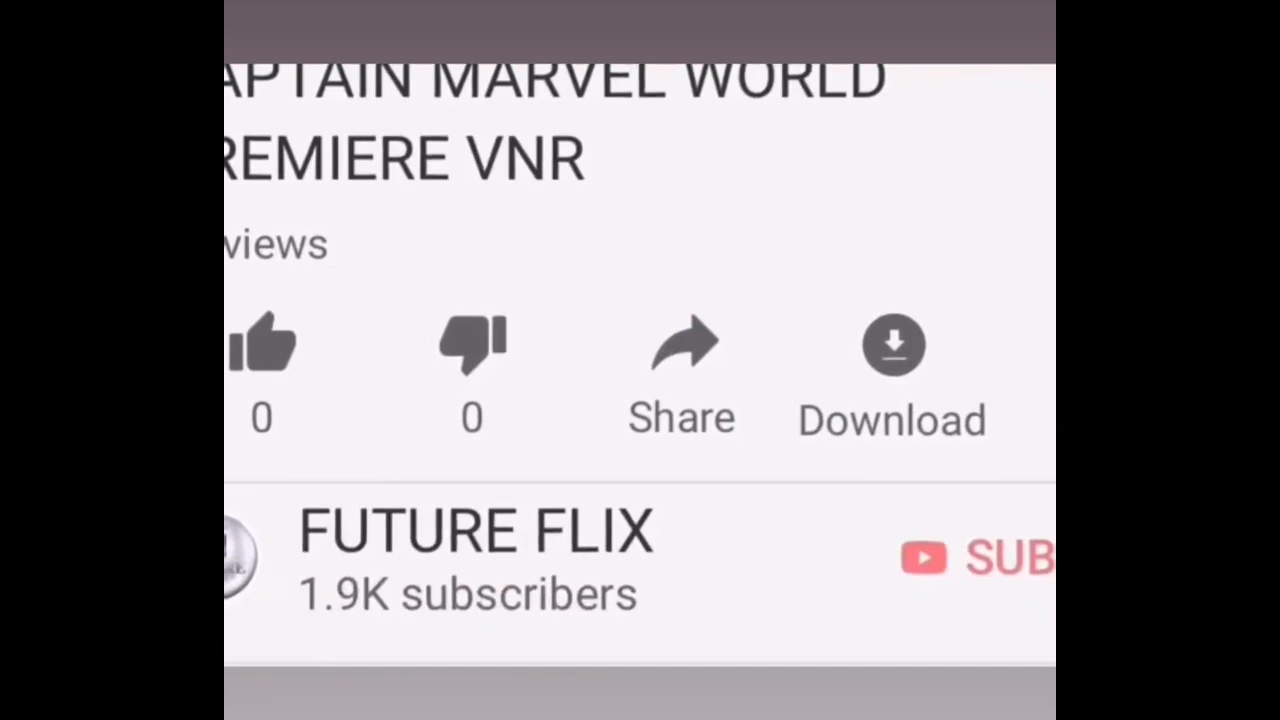 APTAIN MARVEL WORLD
REMIERE VNR
views
0
0
Share
Download
FUTURE FLIX
1.9K subscribers
SUB